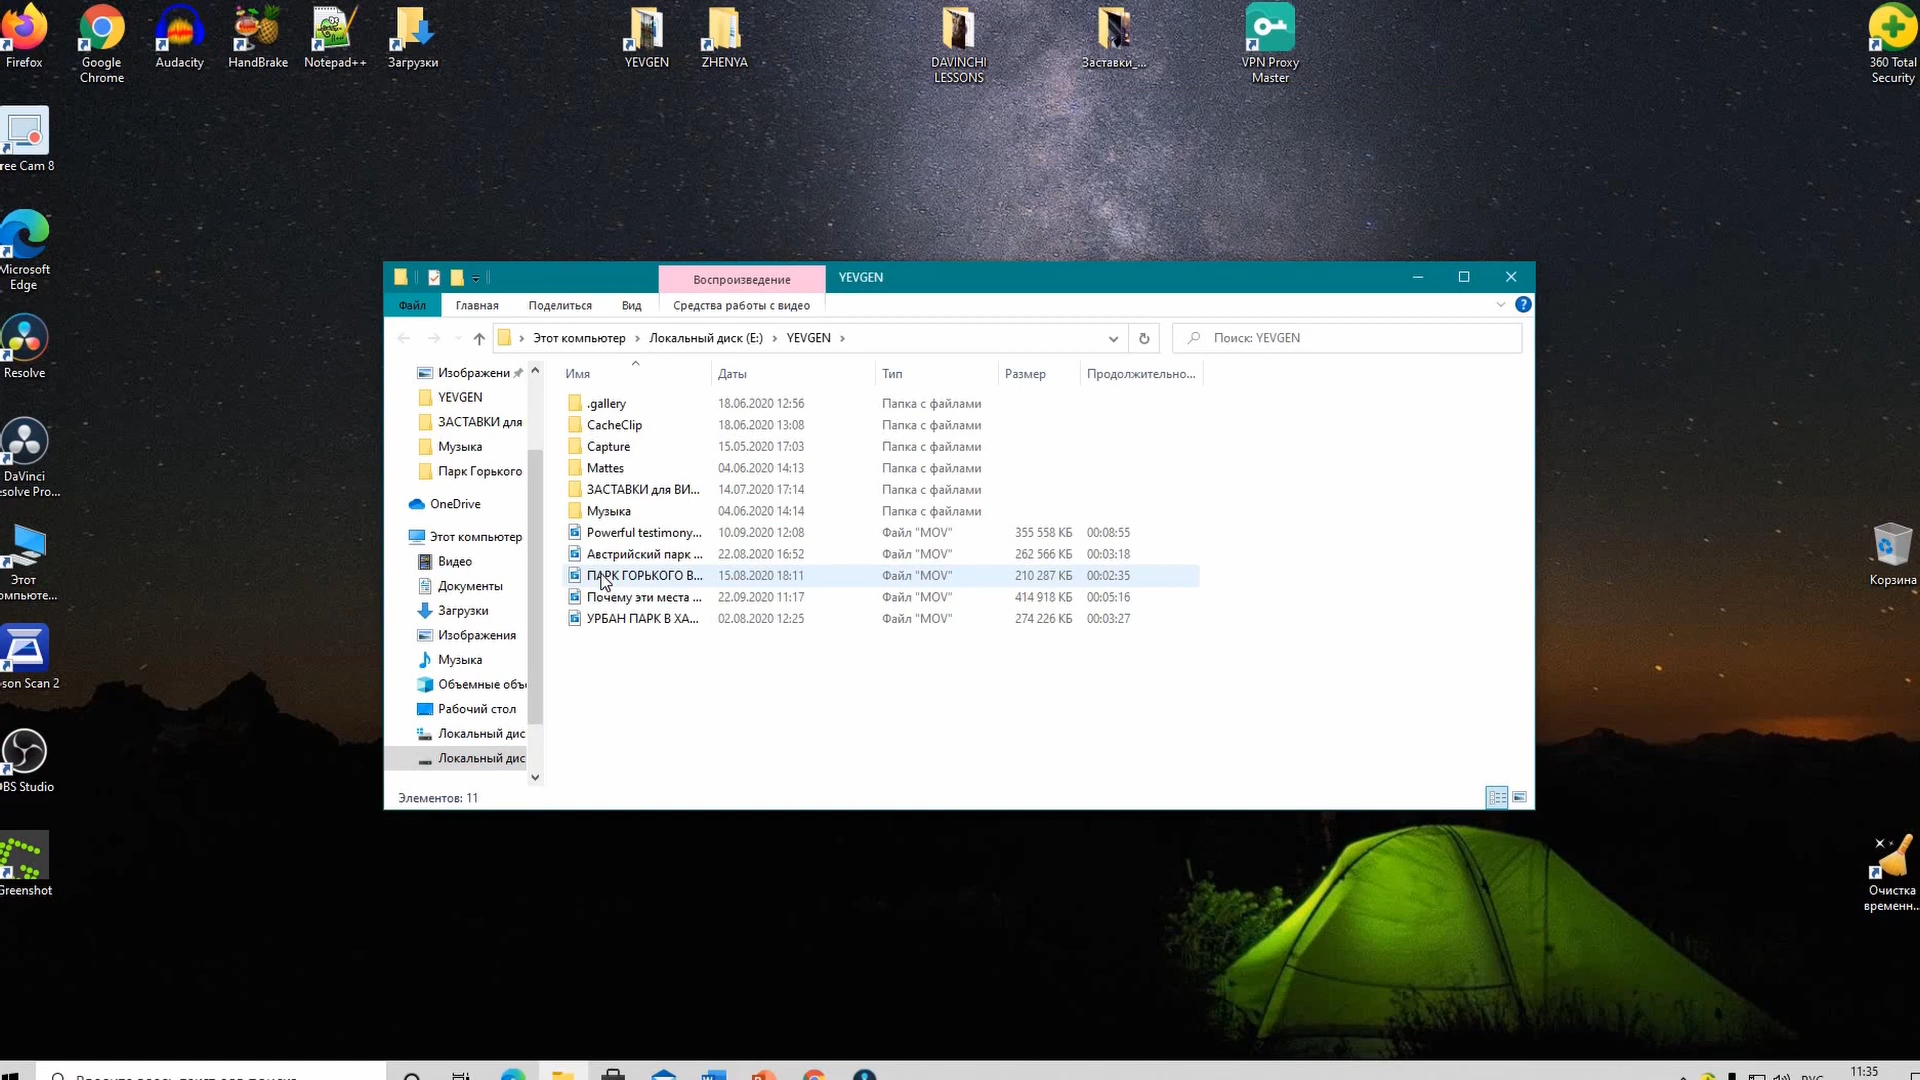 Firefox
Google
Chrome
Audacity
HandBrake
Notepad++
Загрузки
YEVGEN
ZHENYA
DAVINCHI
LESSONS
Заставки_...
VPN Proxy
Master
360 Total
Security
ree Cam 8
Microsoft
Edge
Resolve
DaVinci
esolve Pro...
Этот
компьюте...
son Scan 2
BS Studio
Greenshot
Корзина
Очистка
временн...
Воспроизведение
YEVGEN
Файл
Главная
Поделиться
Вид
Средства работы с видео
Этот компьютер
Локальный диск (E:)
YEVGEN
Поиск: YEVGEN
Изображени
YEVGEN
ЗАСТАВКИ для
Музыка
Парк Горького
OneDrive
Этот компьютер
Видео
Документы
Загрузки
Изображения
Музыка
Объемные объ
Рабочий стол
Локальный дис
Локальный дис
Имя Даты Тип Размер Продолжительно...
.gallery 18.06.2020 12:56 Папка с файлами
CacheClip 18.06.2020 13:08 Папка с файлами
Capture 15.05.2020 17:03 Папка с файлами
Mattes 04.06.2020 14:13 Папка с файлами
ЗАСТАВКИ для ВИ... 14.07.2020 17:14 Папка с файлами
Музыка 04.06.2020 14:14 Папка с файлами
Powerful testimony... 10.09.2020 12:08 Файл "MOV" 355 558 КБ 00:08:55
Австрийский парк ... 22.08.2020 16:52 Файл "MOV" 262 566 КБ 00:03:18
ПАРК ГОРЬКОГО В... 15.08.2020 18:11 Файл "MOV" 210 287 КБ 00:02:35
Почему эти места ... 22.09.2020 11:17 Файл "MOV" 414 918 КБ 00:05:16
УРБАН ПАРК В ХА... 02.08.2020 12:25 Файл "MOV" 274 226 КБ 00:03:27
Элементов: 11
11:35